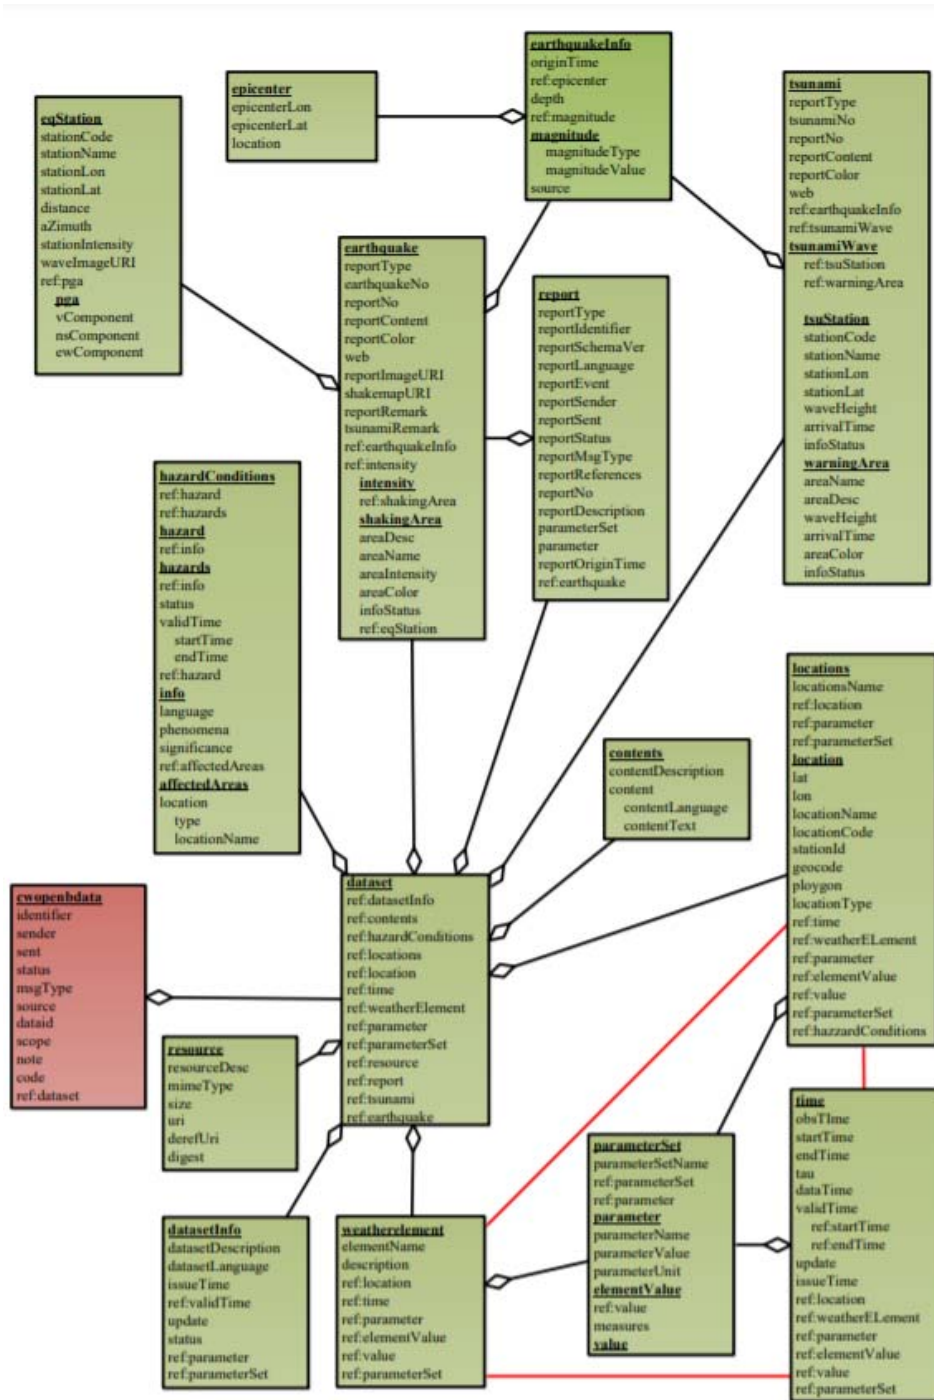 earthquakeInfo
originTime
ref:epicenter
depth
ref:magnitude
magnitude
magnitudeType
magnitudeValue
source
epicenter
epicenterLon
epicenterLat
location
tsunami
reportType
tsunamiNo
reportNo
reportContent
reportColor
web
ref:earthquakeInfo
ref:tsunamiWave
tsunamiWave
ref:tsuStation
ref:warningArea
tsuStation
stationCode
stationName
stationLon
stationLat
waveHeight
arrivalTime
infoStatus
warningArea
areaName
areaDesc
waveHeight
arrivalTime
areaColor
infoStatus
eqStation
stationCode
stationName
stationLon
stationLat
distance
aZimuth
stationIntensity
waveImageURI
ref:pga
pga
vComponent
nsComponent
ewComponent
earthquake
reportType
earthquakeNo
reportNo
reportContent
reportColor
web
reportImageURI
shakemapURI
reportRemark
tsunamiRemark
ref:earthquakeInfo
ref:intensity
intensity
ref:shakingArea
shakingArea
areaDesc
areaName
areaIntensity
areaColor
infoStatus
ref:eqStation
report
reportType
reportIdentifier
reportSchemaVer
reportLanguage
reportEvent
reportSender
reportSent
reportStatus
reportMsgType
reportReferences
reportNo
reportDescription
parameterSet
parameter
reportOriginTime
ref:earthquake
hazardConditions
ref:hazard
ref:hazards
hazard
ref:info
hazards
ref:info
status
validTime
startTime
endTime
ref:hazard
info
language
phenomena
significance
ref:affectedAreas
affectedAreas
location
type
locationName
locations
locationsName
ref:location
ref:parameter
ref:parameterSet
location
lat
lon
locationName
locationCode
stationId
geocode
ploygon
locationType
ref:time
ref:weatherELement
ref:parameter
ref:elementValue
ref:value
ref:parameterSet
ref:hazzardConditions
contents
contentDescription
content
contentLanguage
contentText
cwopenbdata
identifier
sender
sent
status
msgType
source
dataid
scope
note
code
ref:dataset
dataset
ref:datasetInfo
ref:contents
ref:hazardConditions
ref:locations
ref:location
ref:time
ref:weatherElement
ref:parameter
ref:parameterSet
ref:resource
ref:report
ref:tsunami
ref:earthquake
resource
resourceDesc
mimeType
size
uri
derefUri
digest
time
obsTIme
startTime
endTime
tau
dataTime
validTime
ref:startTime
ref:endTime
update
issueTime
ref:location
ref:weatherELement
ref:parameter
ref:elementValue
ref:value
ref:parameterSet
parameterSet
parameterSetName
ref:parameterSet
ref:parameter
parameter
parameterName
parameterValue
parameterUnit
elementValue
ref:value
measures
value
datasetInfo
datasetDescription
datasetLanguage
issueTime
ref:validTime
update
status
ref:parameter
ref:parameterSet
weatherelement
elementName
description
ref:location
ref:time
ref:parameter
ref:elementValue
ref:value
ref:parameterSet